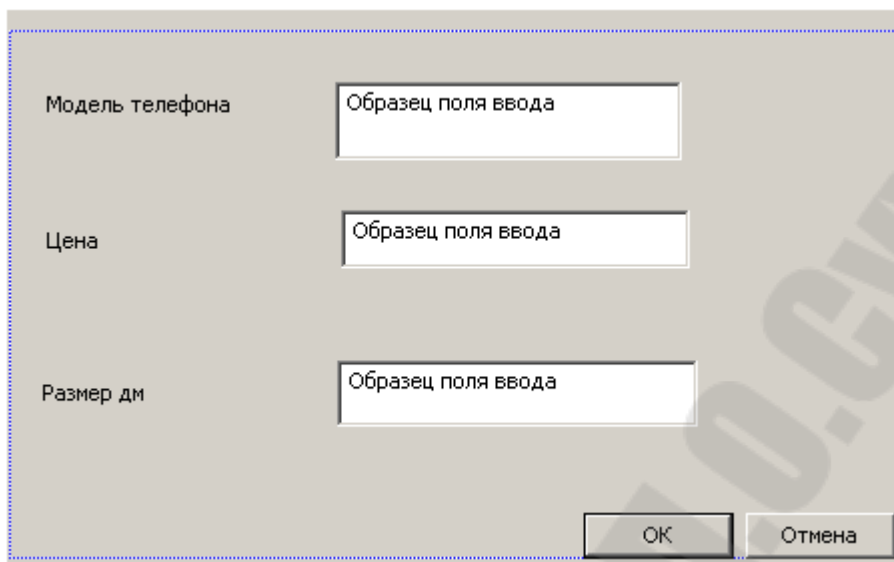 Модель телефона
Образец поля ввода
Цена
Образец поля ввода
Размер дм
Образец поля ввода
OK
Отмена